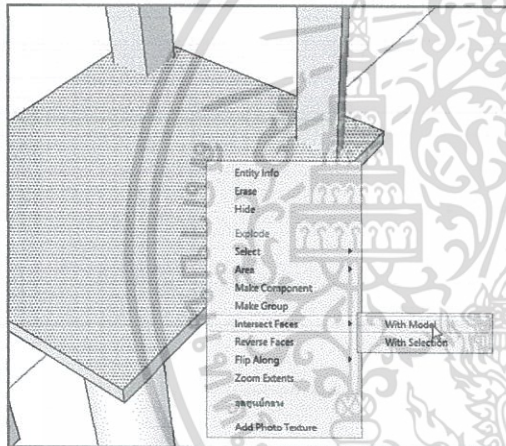 Entity Info
Erase
Hide
Explode
Select
Area
Make Component
Make Group
Intersect Faces
With Model
Reverse Faces
With Selection
Flip Along
Zoom Extents
Add Photo Texture